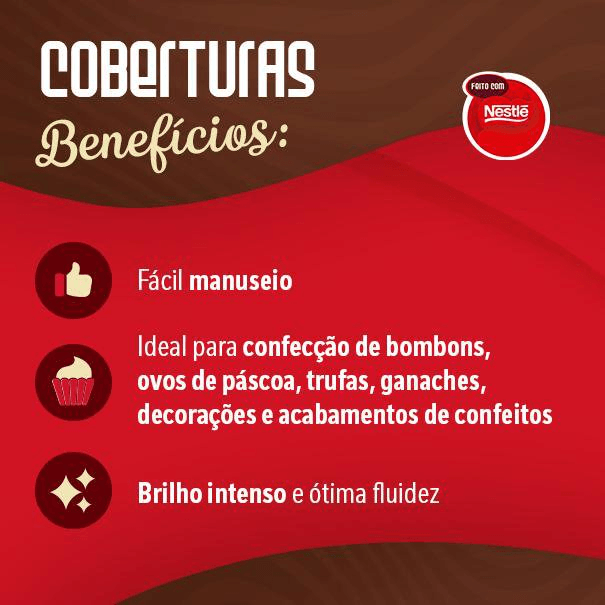 COBERTURAS
Benefícios:
FEITO COM
Nestlé
Fácil manuseio
Ideal para confecção de bombons,
ovos de páscoa, trufas, ganaches,
decorações e acabamentos de confeitos
Brilho intenso e ótima fluidez